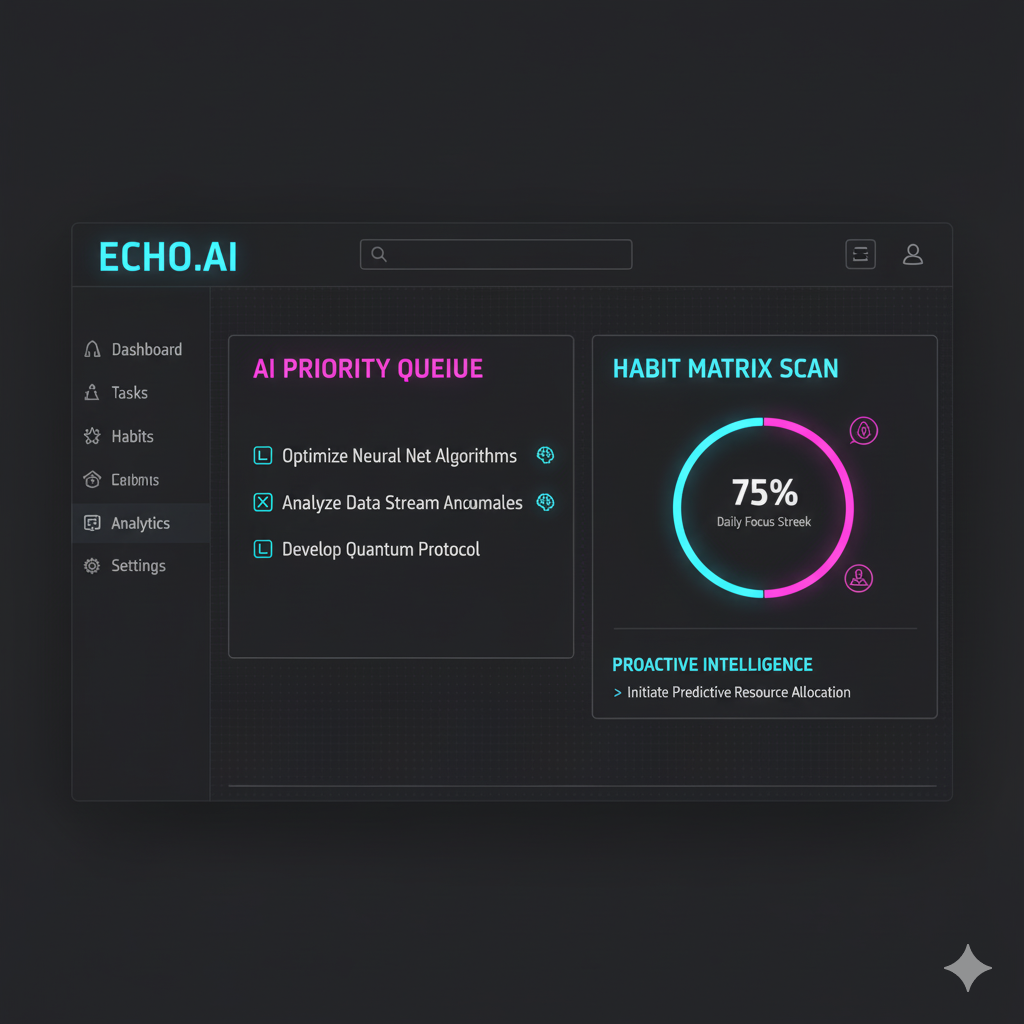 ECHO.AI
Dashboard
Tasks
Habits
Analytics
Settings
AI PRIORITY QUEIUE
Optimize Neural Net Algorithms
Analyze Data Stream Ancumales
Develop Quantum Protocol
HABIT MATRIX SCAN
75%
Daily Focus Streek
PROACTIVE INTELLIGENCE
> Initiate Predictive Resource Allocation